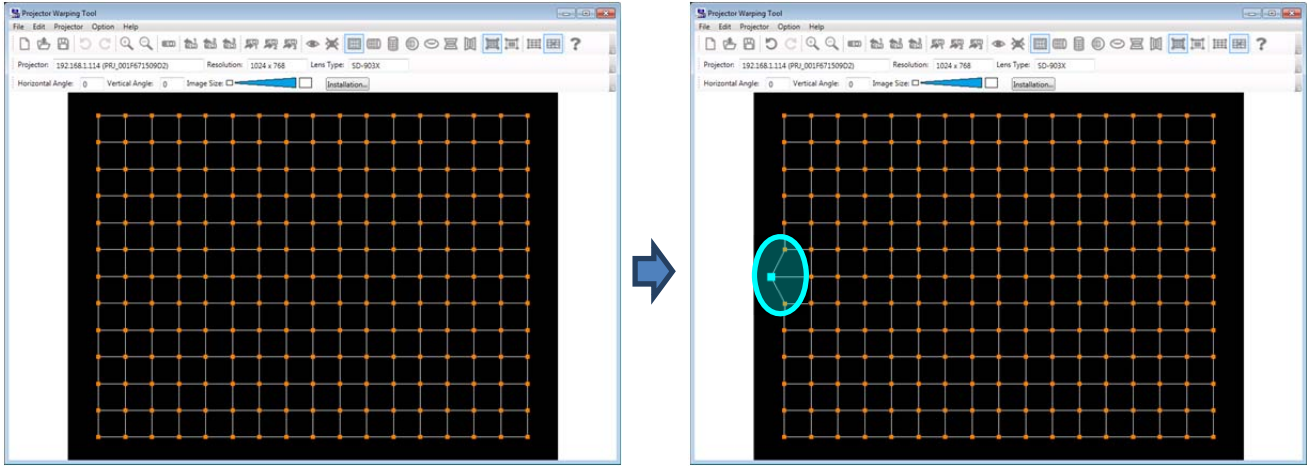 Projector Warping Tool
File Edit Projector Option Help
?
Projector: 192.168.1.114 (PRJ_001F671509D2) Resolution: 1024 x 768 Lens Type: SD-903X
Horizontal Angle: 0 Vertical Angle: 0 Image Size: Installation...
Projector Warping Tool
File Edit Projector Option Help
?
Projector: 192.168.1.114 (PRJ_001F671509D2) Resolution: 1024 x 768 Lens Type: SD-903X
Horizontal Angle: 0 Vertical Angle: 0 Image Size: Installation...